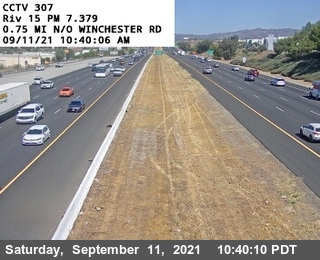 CCTV 307
Riv 15 PM 7.379
0.75 MI N/O WINCHESTER RD
09/11/21 10:40:06 AM
Saturday, September 11, 2021 10:40:10 PDT